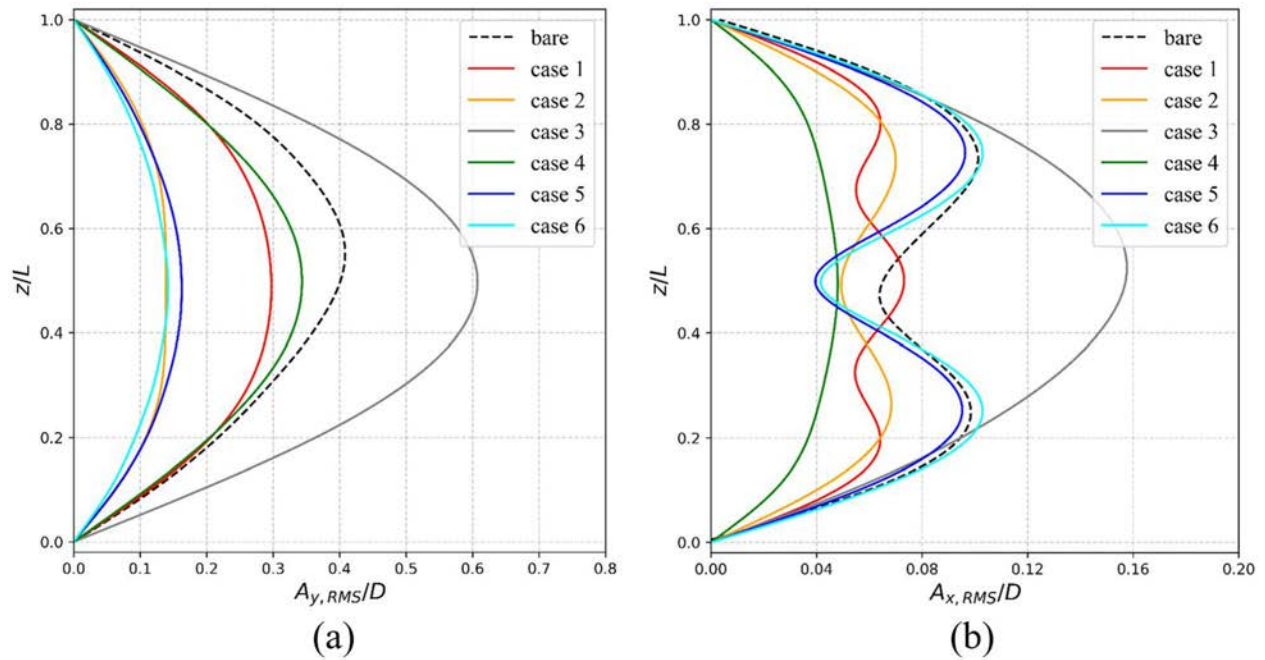 1.0
0.8
0.6
0.4
0.2
0.0
z/L
0.0 0.1 0.2 0.3 0.4 0.5 0.6 0.7 0.8
A_y,RMS/D
bare
case 1
case 2
case 3
case 4
case 5
case 6
(a)
1.0
0.8
0.6
0.4
0.2
0.0
z/L
0.00 0.04 0.08 0.12 0.16 0.20
A_x,RMS/D
bare
case 1
case 2
case 3
case 4
case 5
case 6
(b)